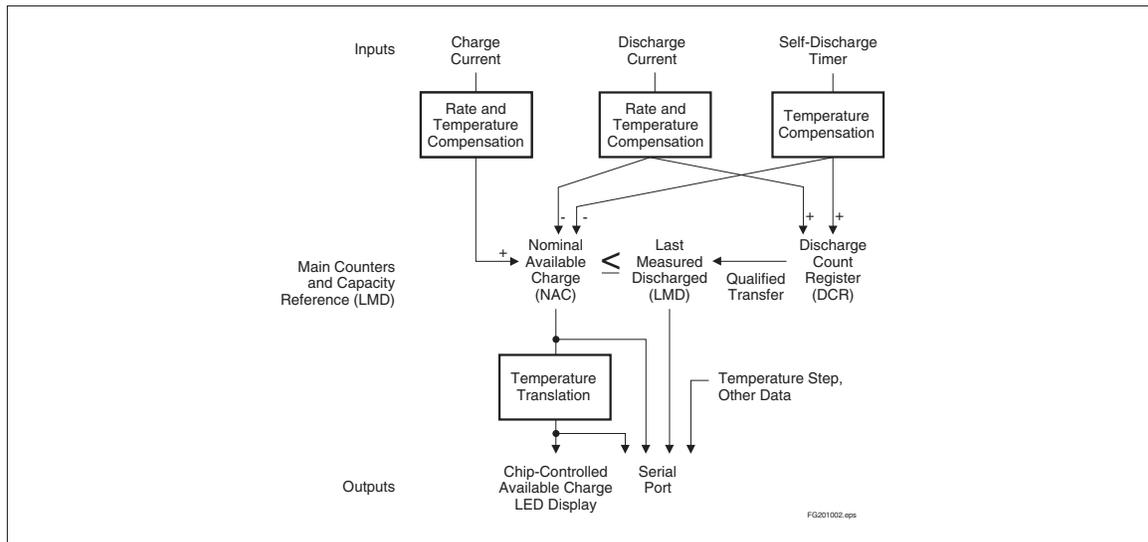 Inputs
Charge
Current
Discharge
Current
Self-Discharge
Timer
Rate and
Temperature
Compensation
Rate and
Temperature
Compensation
Temperature
Compensation
- - + +
+
Main Counters
and Capacity
Reference (LMD)
Nominal
Available
Charge
(NAC)
≤
Last
Measured
Discharged
(LMD)
Qualified
Transfer
Discharge
Count
Register
(DCR)
Temperature
Translation
Temperature Step,
Other Data
Outputs
Chip-Controlled
Available Charge
LED Display
Serial
Port
FG201002.eps